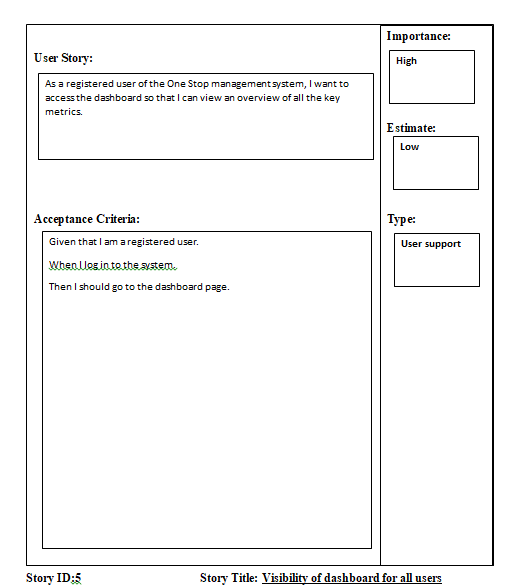 User Story:
As a registered user of the One Stop management system, I want to
access the dashboard so that I can view an overview of all the key
metrics.
Importance:
High
Estimate:
Low
Acceptance Criteria:
Given that I am a registered user.
When I log in to the system.
Then I should go to the dashboard page.
Type:
User support
Story ID:5
Story Title: Visibility of dashboard for all users